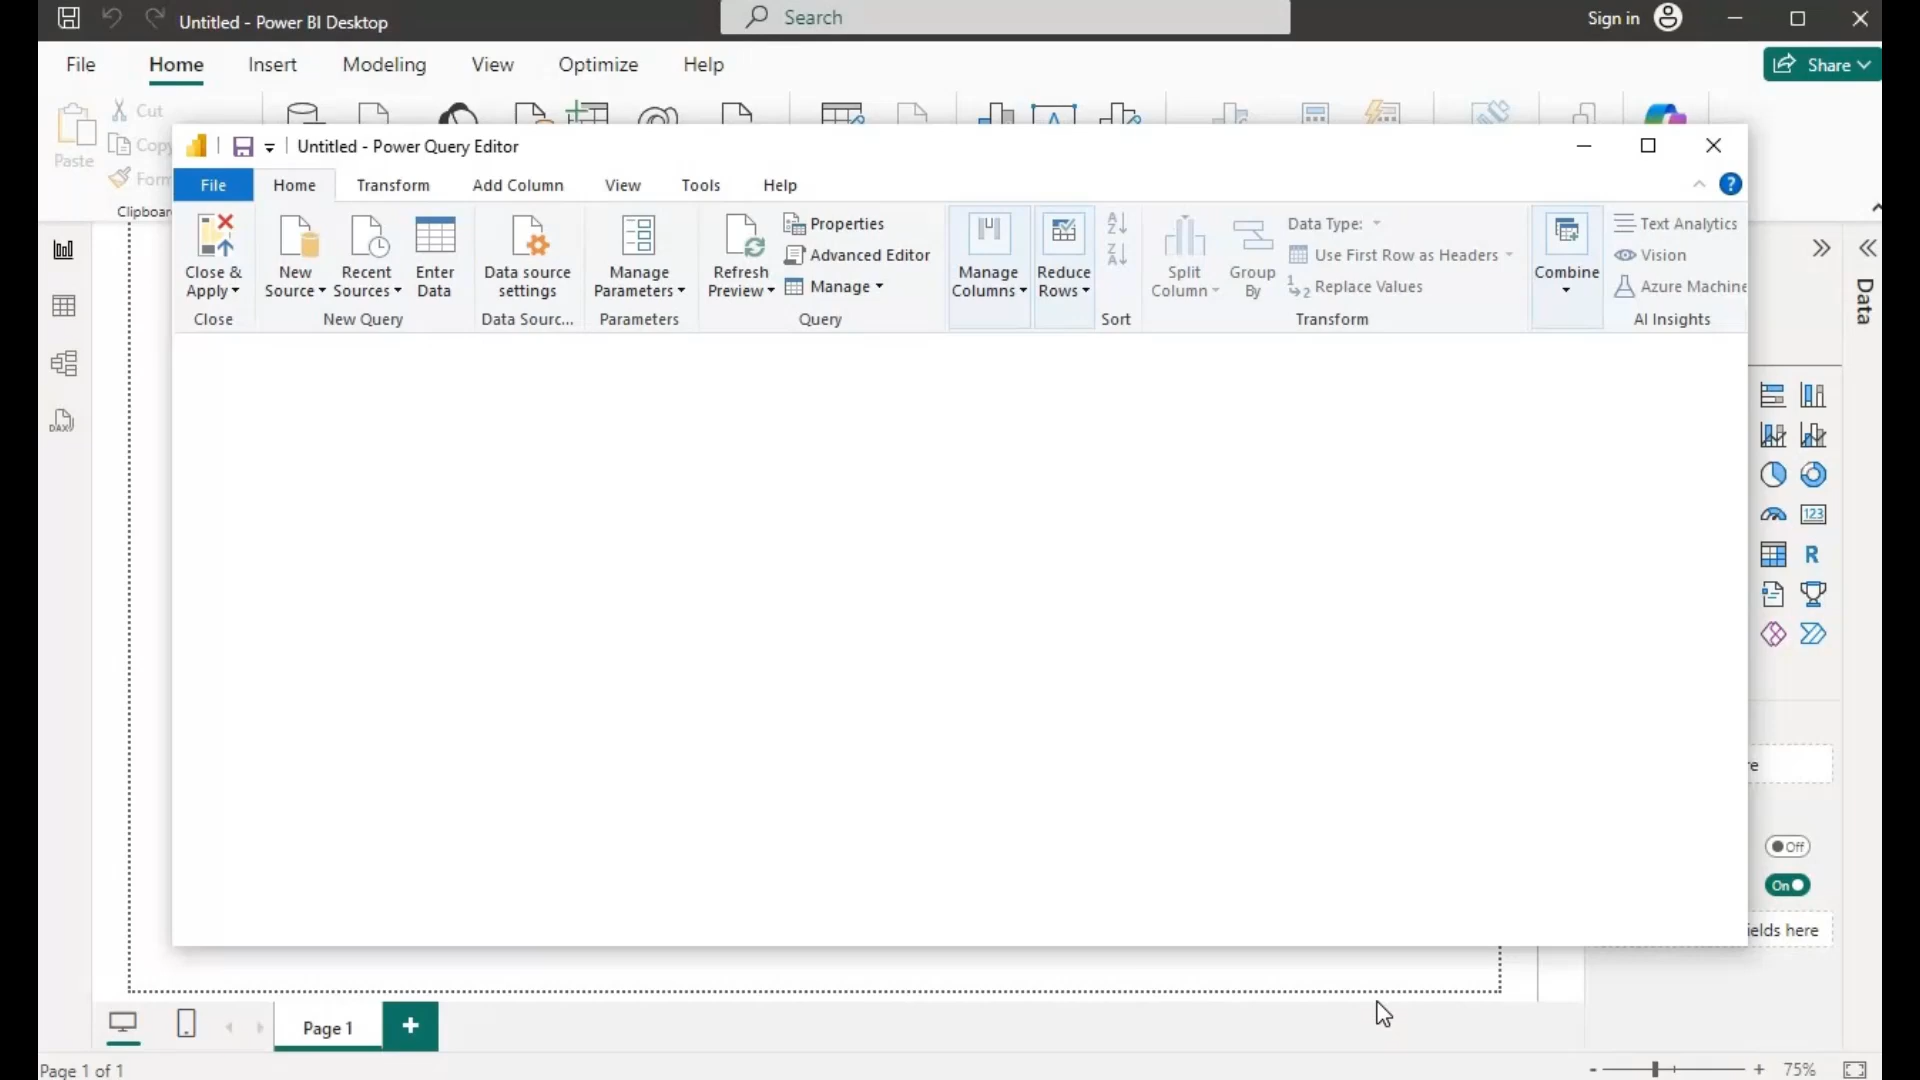 Untitled - Power BI Desktop
Search
Sign in
File
Home
Insert
Modeling
View
Optimize
Help
Share
Paste
Cut
Copy
Form
Clipboar
Untitled - Power Query Editor
File
Home
Transform
Add Column
View
Tools
Help
Close &
Apply
Close
New
Source
Recent
Sources
Enter
Data
New Query
Data source
settings
Data Sourc...
Manage
Parameters
Parameters
Refresh
Preview
Properties
Advanced Editor
Manage
Query
Manage
Columns
Reduce
Rows
Sort
Split
Column
Group
By
Data Type:
Use First Row as Headers
Replace Values
Transform
Combine
Text Analytics
Vision
Azure Machine
AI Insights
Data
DAX
123
R
re
Off
On
ields here
Page 1
Page 1 of 1
- + 75%